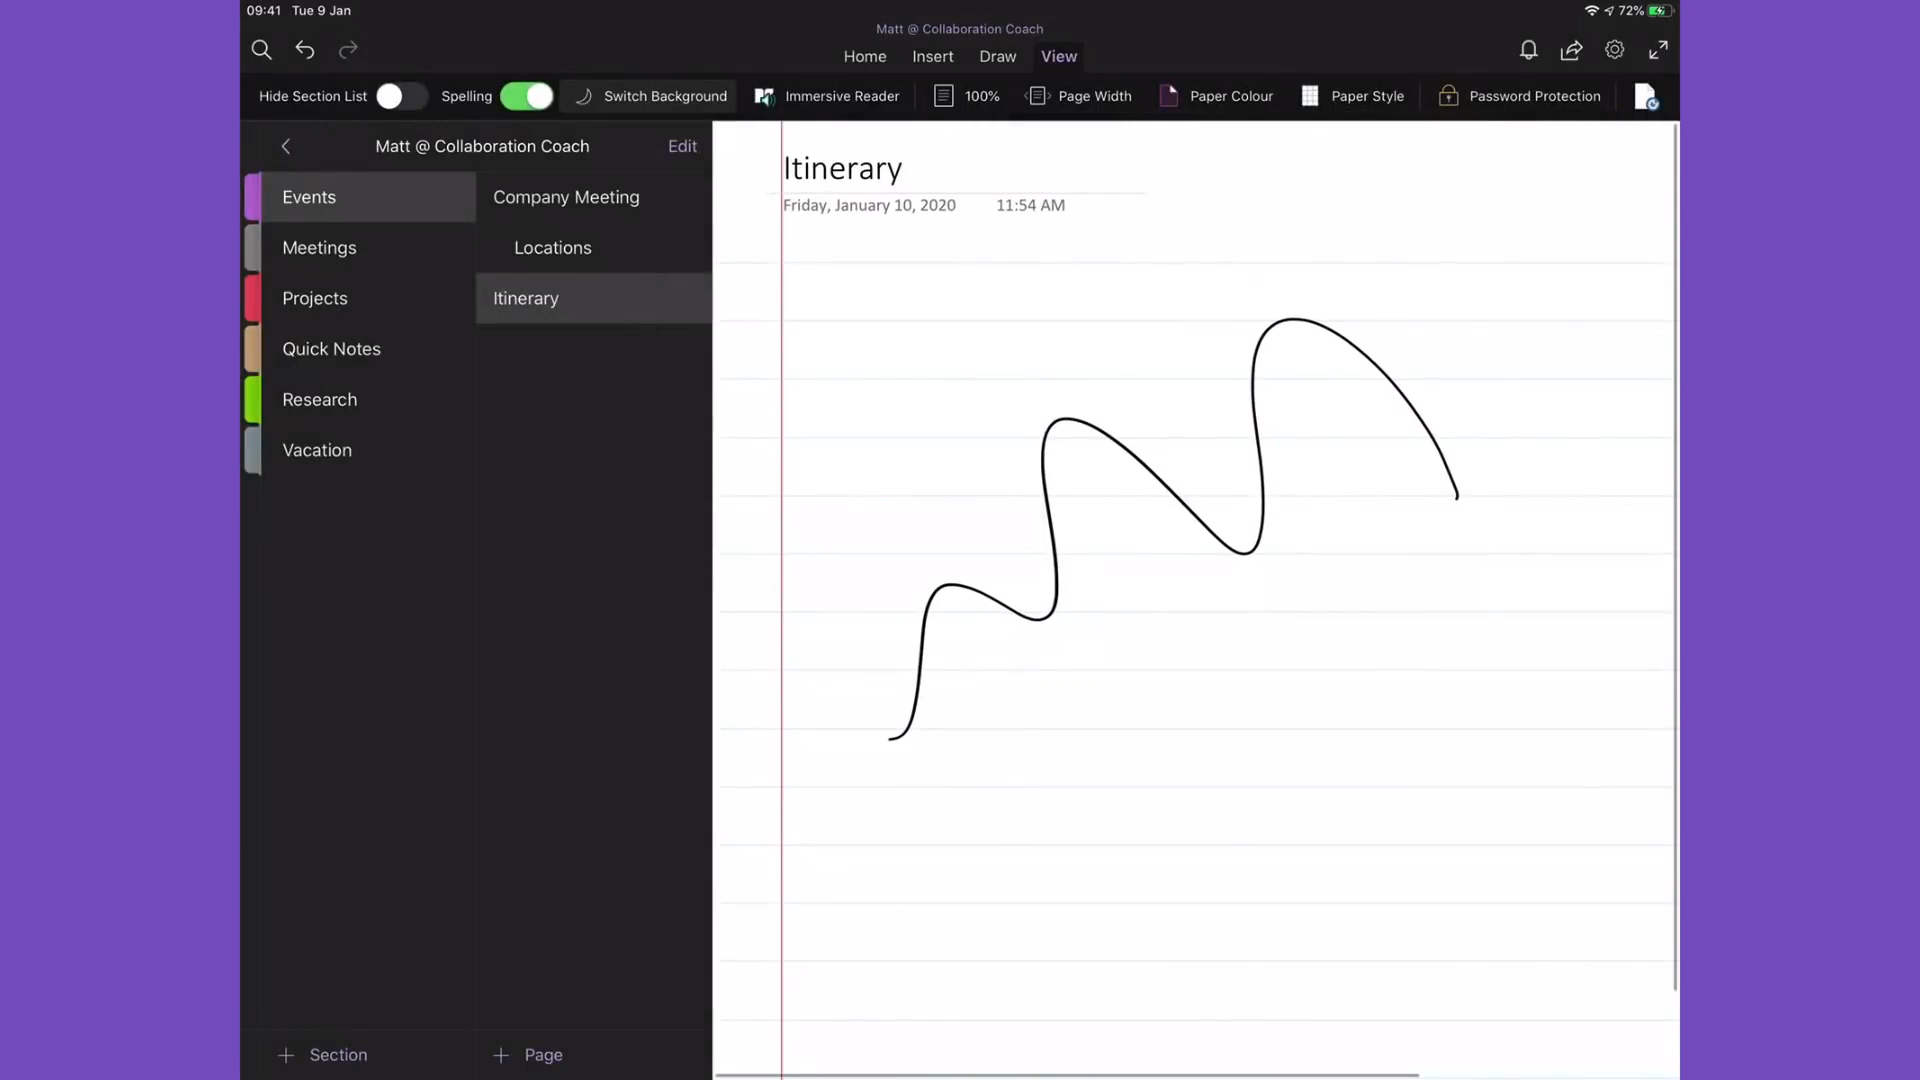 09:41 Tue 9 Jan
72%
Matt @ Collaboration Coach
Home Insert Draw View
Hide Section List Spelling Switch Background Immersive Reader 100% Page Width Paper Colour Paper Style Password Protection
Matt @ Collaboration Coach Edit
Events
Meetings
Projects
Quick Notes
Research
Vacation
Company Meeting
Locations
Itinerary
Itinerary
Friday, January 10, 2020 11:54 AM
+ Section
+ Page